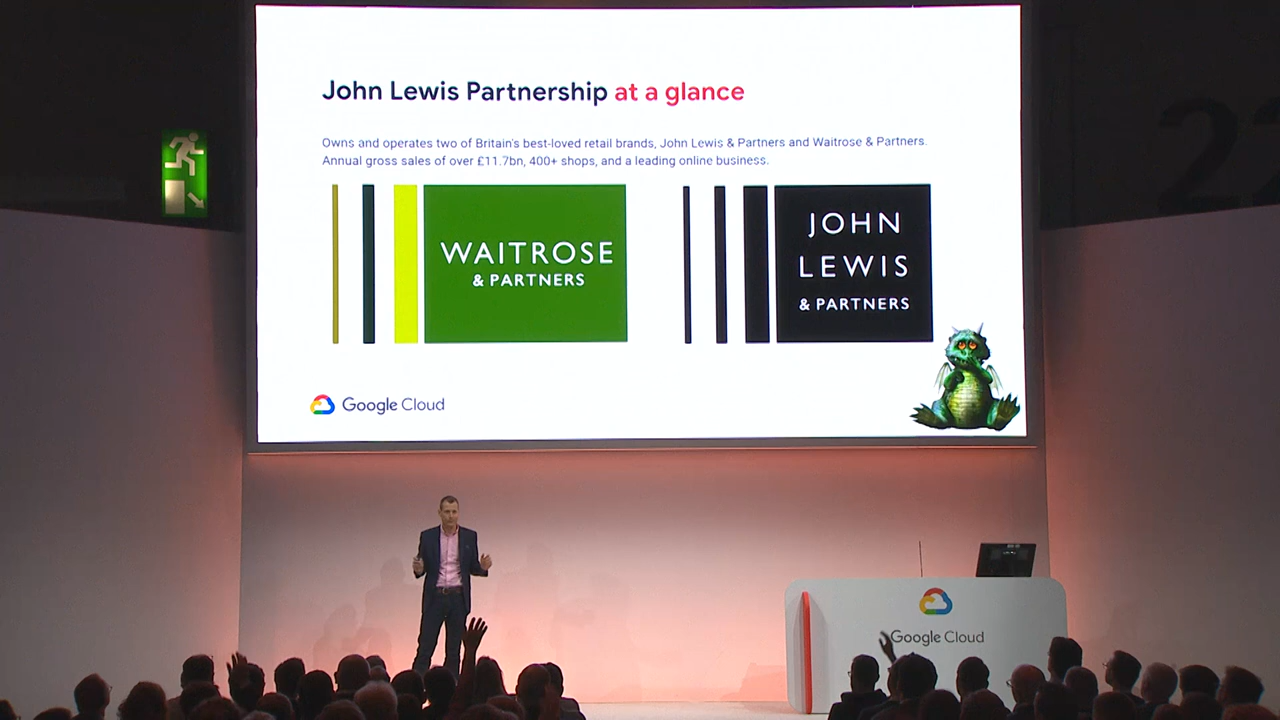 John Lewis Partnership at a glance
Owns and operates two of Britain's best-loved retail brands, John Lewis & Partners and Waitrose & Partners.
Annual gross sales of over £11.7bn, 400+ shops, and a leading online business.
WAITROSE
& PARTNERS
JOHN
LEWIS
& PARTNERS
Google Cloud
Google Cloud